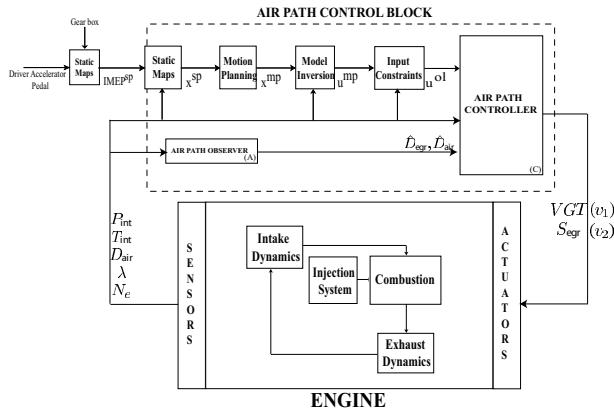 AIR PATH CONTROL BLOCK
Gear box
Static
Maps
Driver Accelerator
Pedal
IMEP^sp
Static
Maps
x^sp
Motion
Planning
x^mp
Model
Inversion
u^mp
Input
Constraints
u^ol
AIR PATH
CONTROLLER
(C)
AIR PATH OBSERVER
(A)
D̂_egr, D̂_air
P_int
T_int
D_air
λ
N_e
VGT (v_1)
S_egr (v_2)
SENSORS
Intake
Dynamics
Injection
System
Combustion
Exhaust
Dynamics
ACTUATORS
ENGINE